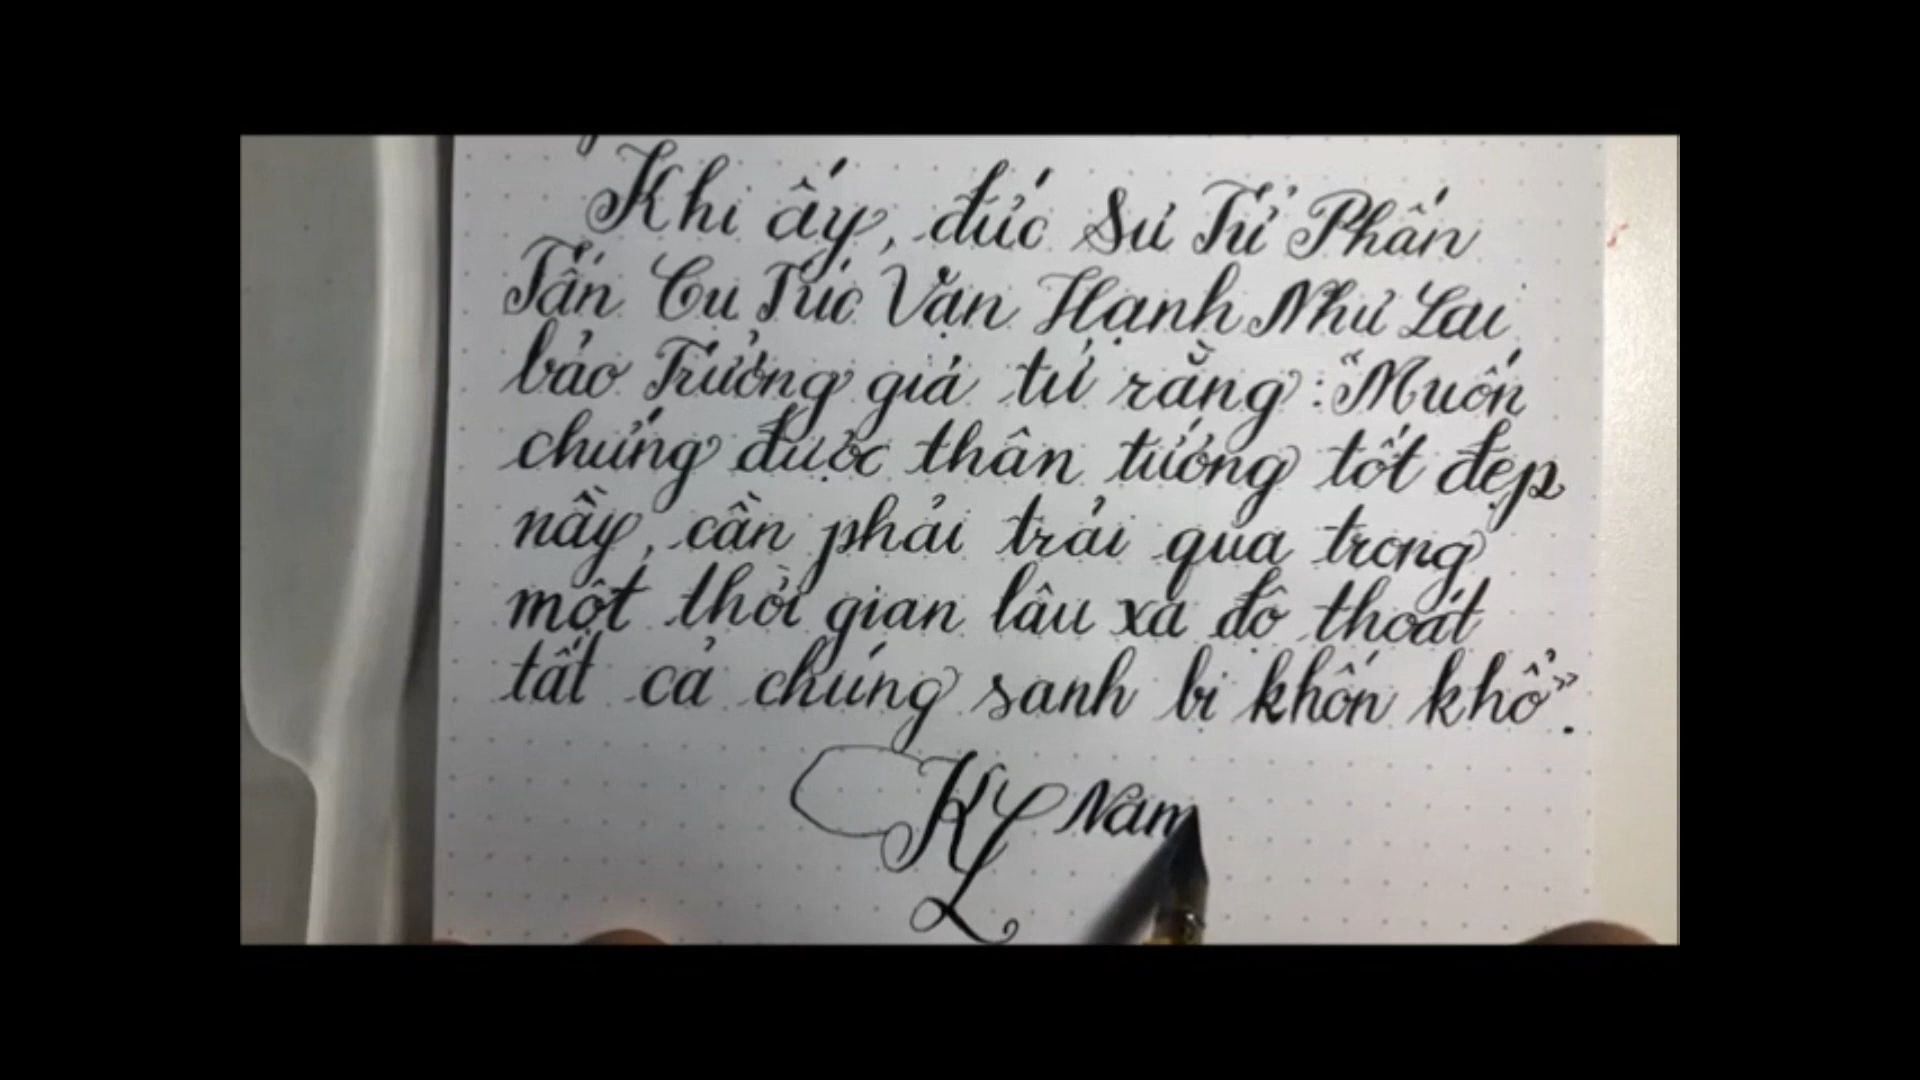 Khi ấy, đức Sư Tử Phấn
Tấn Cụ Túc Vạn Hạnh Như Lai
bảo Trưởng giả tử rằng: "Muốn
chứng được thân tướng tốt đẹp
nầy, cần phải trải qua trong
một thời gian lâu xa độ thoát
tất cả chúng sanh bị khốn khổ".
Nam